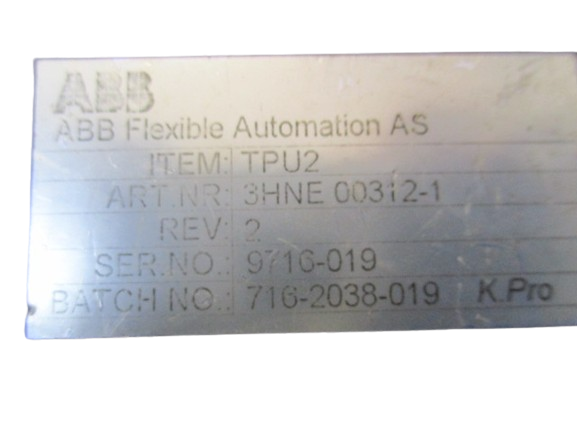 ABB
ABB Flexible Automation AS
ITEM: TPU2
ART.NR: 3HNE 00312-1
REV: 2
SER.NO.: 9716-019
BATCH NO.: 716-2038-019 K.Pro